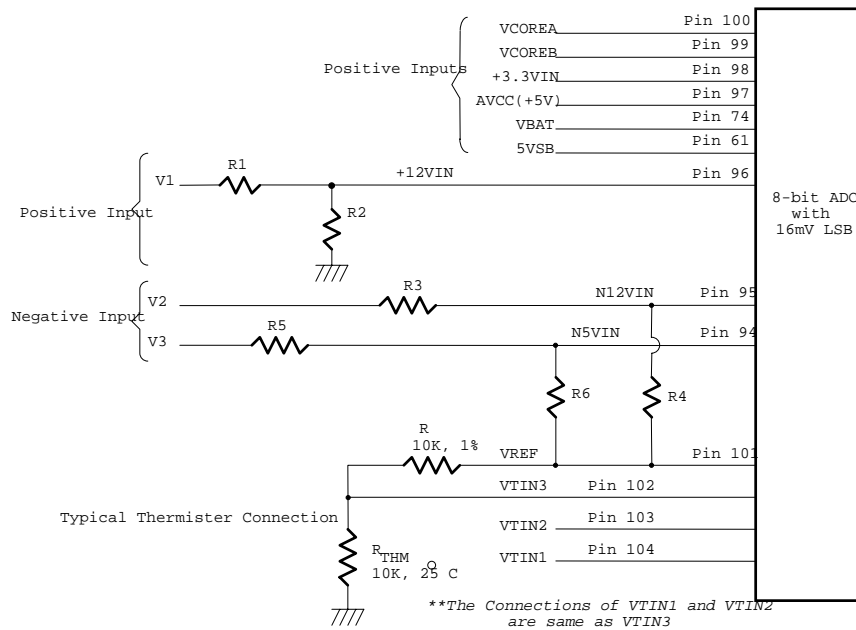 VCOREA Pin 100
VCOREB Pin 99
Positive Inputs +3.3VIN Pin 98
AVCC(+5V) Pin 97
VBAT Pin 74
5VSB Pin 61
V1 R1 +12VIN Pin 96
Positive Input R2
8-bit ADC
with
16mV LSB
V2 R3 N12VIN Pin 95
Negative Input
V3 R5 N5VIN Pin 94
R6 R4
R
10K, 1%
VREF Pin 101
VTIN3 Pin 102
Typical Thermister Connection
VTIN2 Pin 103
R THM
10K, 25 C
VTIN1 Pin 104
**The Connections of VTIN1 and VTIN2
are same as VTIN3